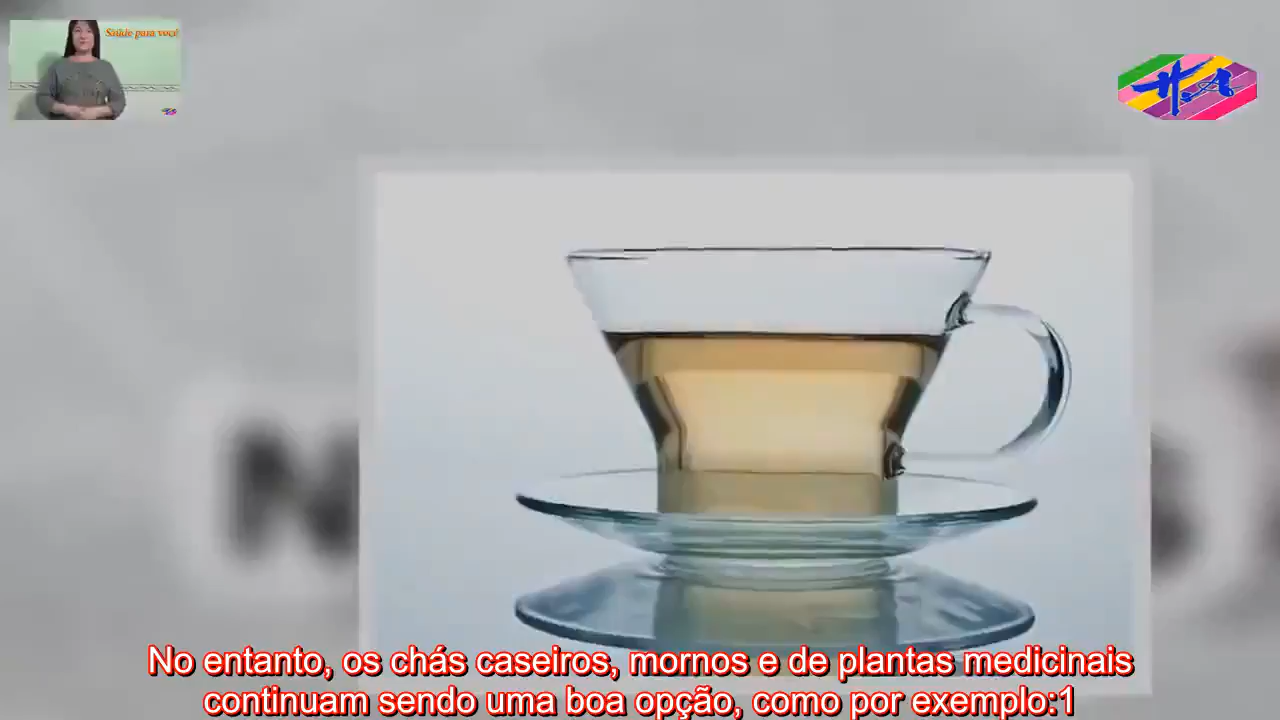 Saúde para você
H.A
No entanto, os chás caseiros, mornos e de plantas medicinais
continuam sendo uma boa opção, como por exemplo:1